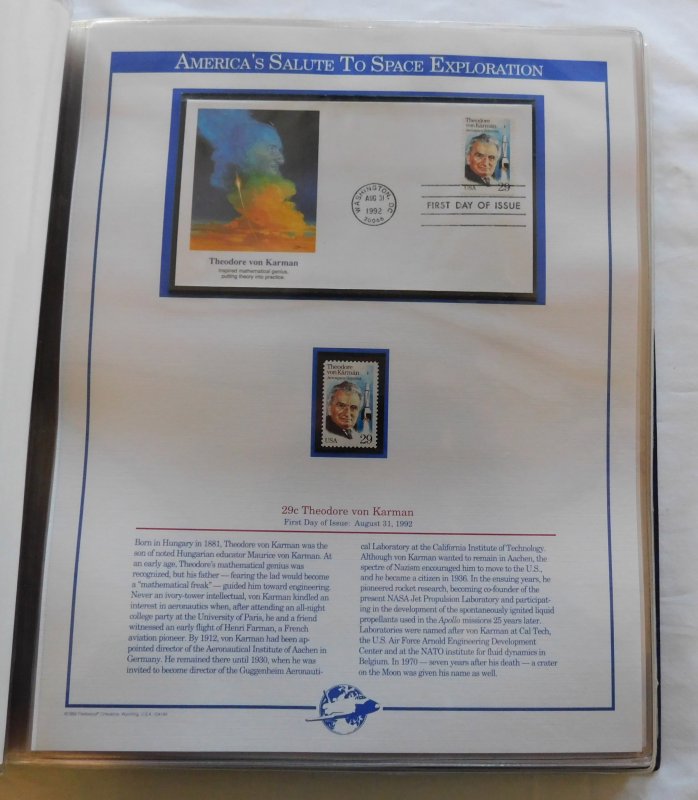 AMERICA'S SALUTE TO SPACE EXPLORATION
Theodore
von Karman
USA
29
WASHINGTON, DC
AUG 31
1992
FIRST DAY OF ISSUE
Theodore von Karman
Inspired mathematical genius,
putting theory into practice.
Theodore
von Kármán
Aerospace Scientist
USA
29
29c Theodore von Karman
First Day of Issue: August 31, 1992
Born in Hungary in 1881, Theodore von Karman was the
son of noted Hungarian educator Maurice von Karman. At
an early age, Theodore's mathematical genius was
recognized, but his father — fearing the lad would become
a "mathematical freak" — guided him toward engineering.
Never an ivory-tower intellectual, von Karman kindled an
interest in aeronautics when, after attending an all-night
college party at the University of Paris, he and a friend
witnessed an early flight of Henri Farman, a French
aviation pioneer. By 1912, von Karman had been ap-
pointed director of the Aeronautical Institute of Aachen in
Germany. He remained there until 1930, when he was
invited to become director of the Guggenheim Aeronauti-
cal Laboratory at the California Institute of Technology.
Although von Karman wanted to remain in Aachen, the
spectre of Nazism encouraged him to move to the U.S.,
and he became a citizen in 1936. In the ensuing years, he
pioneered rocket research, becoming co-founder of the
present NASA-Jet Propulsion Laboratory and participat-
ing in the development of the spontaneously ignited liquid
propellants used in the Apollo missions 25 years later.
Laboratories were named after von Karman at Cal Tech,
the U.S. Air Force Arnold Engineering Development
Center and at the NATO institute for fluid dynamics in
Belgium. In 1970 — seven years after his death — a crater
on the Moon was given his name as well.